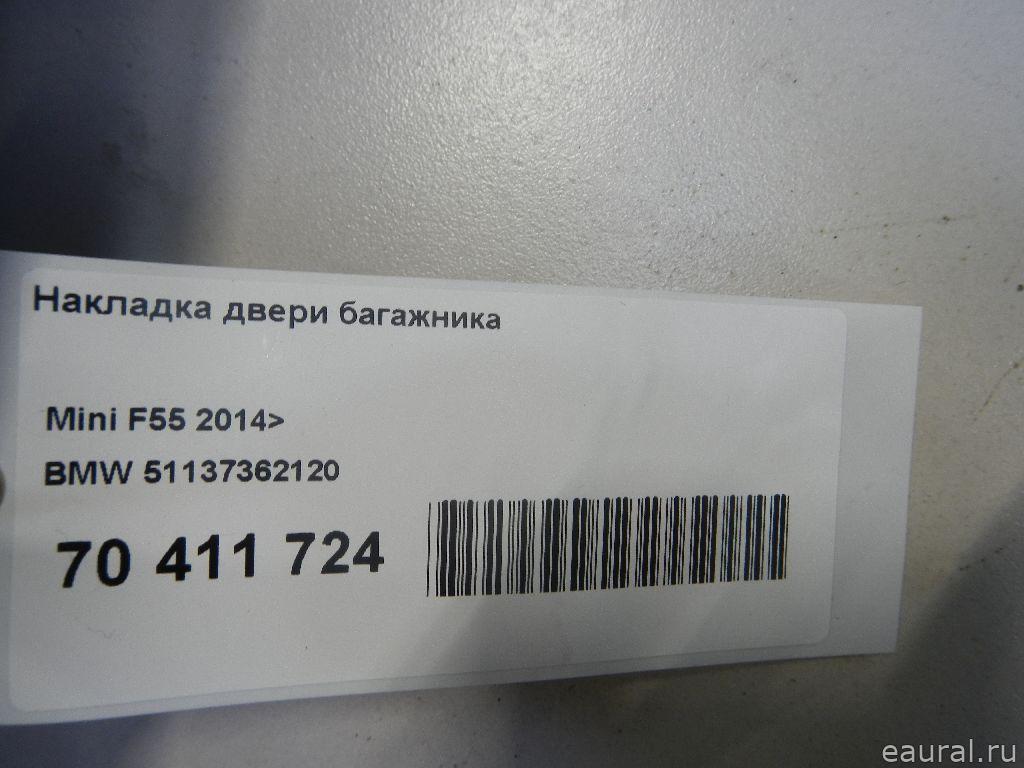 Накладка двери багажника
Mini F55 2014>
BMW 51137362120
70 411 724
eaural.ru